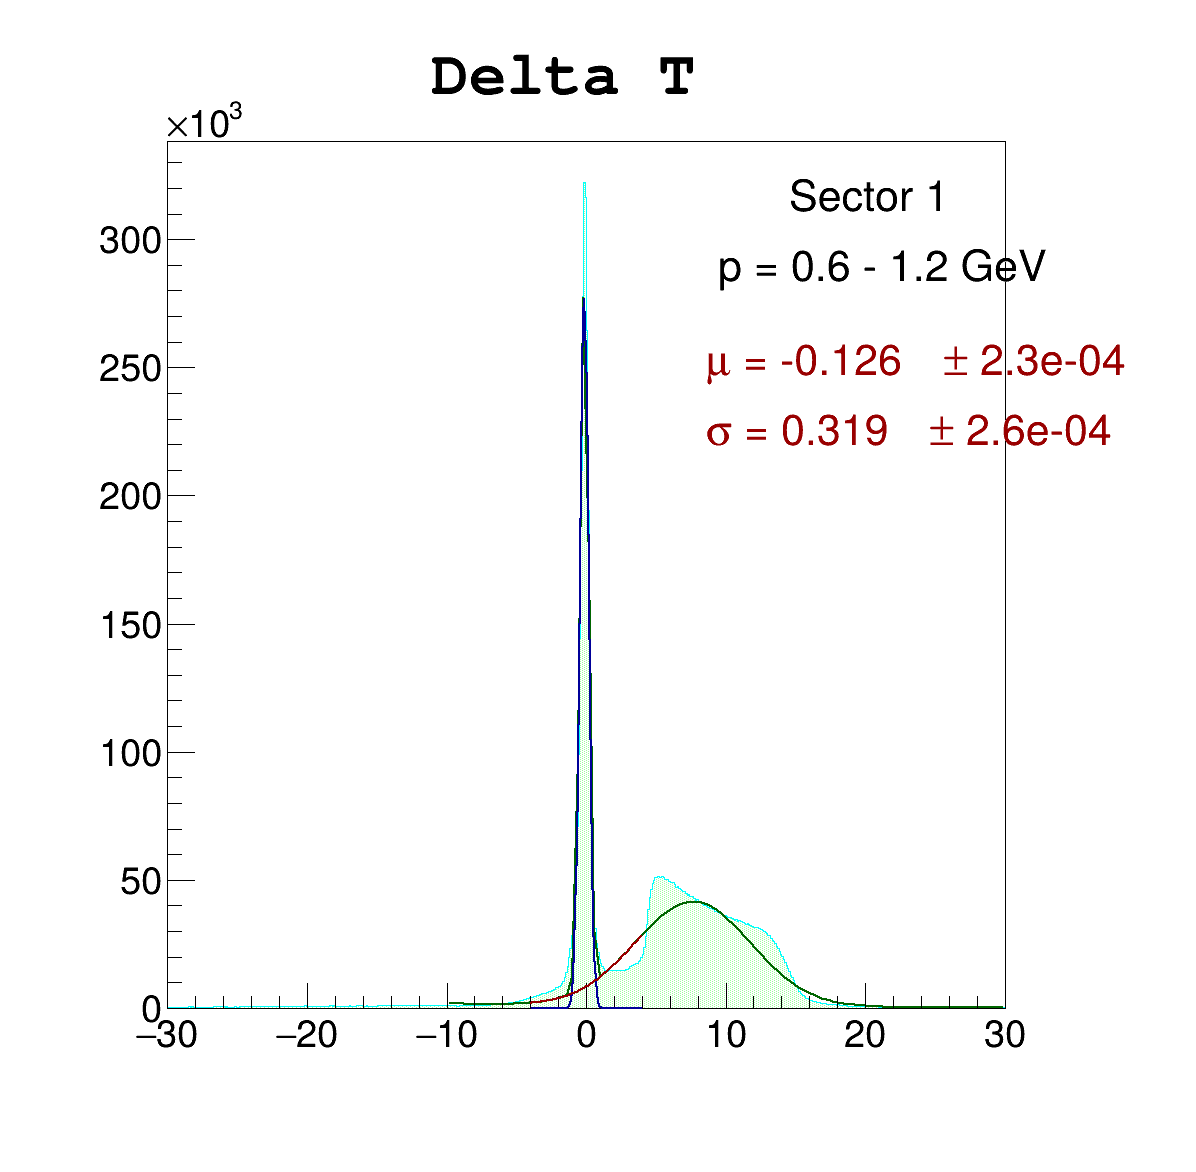 Delta T
×10³
Sector 1
p = 0.6 - 1.2 GeV
μ = -0.126 ± 2.3e-04
σ = 0.319 ± 2.6e-04
300
250
200
150
100
50
0
−30 −20 −10 0 10 20 30